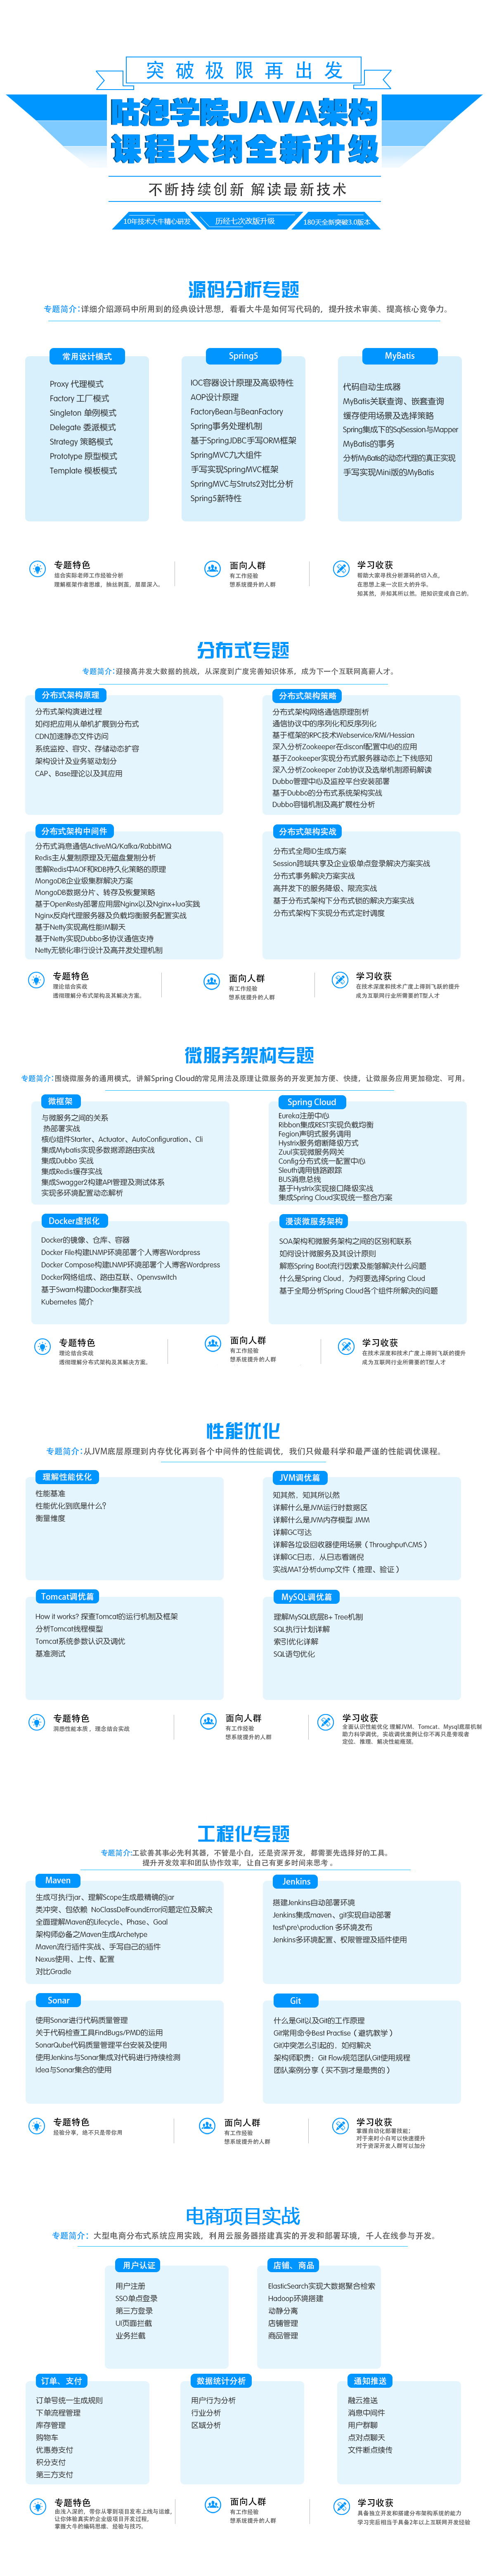 突破极限再出发
咕泡学院JAVA架构
课程大纲全新升级
不断持续创新 解读最新技术
10年技术大牛精心研发
历经七次改版升级
180天全新突破3.0版本
源码分析专题
专题简介:详细介绍源码中所用到的经典设计思想，看看大牛是如何写代码的，提升技术审美、提高核心竞争力。
常用设计模式
Proxy 代理模式
Factory 工厂模式
Singleton 单例模式
Delegate 委派模式
Strategy 策略模式
Prototype 原型模式
Template 模板模式
Spring5
IOC容器设计原理及高级特性
AOP设计原理
FactoryBean与BeanFactory
Spring事务处理机制
基于SpringJDBC手写ORM框架
SpringMVC九大组件
手写实现SpringMVC框架
SpringMVC与Struts2对比分析
Spring5新特性
MyBatis
代码自动生成器
MyBatis关联查询、嵌套查询
缓存使用场景及选择策略
Spring集成下的SqlSession与Mapper
MyBatis的事务
分析MyBatis的动态代理的真正实现
手写实现Mini版的MyBatis
专题特色
结合实际老师工作经验分析
理解框架作者思维，抽丝剥茧，层层深入。
面向人群
有工作经验
想系统提升的人群
学习收获
帮助大家寻找分析源码的切入点，
在思想上来一次巨大的升华。
知其然，并知其所以然。把知识变成自己的。
分布式专题
专题简介:迎接高并发大数据的挑战，从深度到广度完善知识体系，成为下一个互联网高薪人才。
分布式架构原理
分布式架构演进过程
如何把应用从单机扩展到分布式
CDN加速静态文件访问
系统监控、容灾、存储动态扩容
架构设计及业务驱动划分
CAP、Base理论以及其应用
分布式架构策略
分布式架构网络通信原理剖析
通信协议中的序列化和反序列化
基于框架的RPC技术Webservice/RMI/Hessian
深入分析Zookeeper在disconf配置中心的应用
基于Zookeeper实现分布式服务器动态上下线感知
深入分析Zookeeper Zab协议及选举机制源码解读
Dubbo管理中心及监控平台安装部署
基于Dubbo的分布式系统架构实战
Dubbo容错机制及高扩展性分析
分布式架构中间件
分布式消息通信ActiveMQ/Kafka/RabbitMQ
Redis主从复制原理及无磁盘复制分析
图解Redis中AOF和RDB持久化策略的原理
MongoDB企业级集群解决方案
MongoDB数据分片、转存及恢复策略
基于OpenResty部署应用层Nginx以及Nginx+lua实践
Nginx反向代理服务器及负载均衡服务配置实战
基于Netty实现高性能IM聊天
基于Netty实现Dubbo多协议通信支持
Netty无锁化串行设计及高并发处理机制
分布式架构实战
分布式全局ID生成方案
Session跨域共享及企业级单点登录解决方案实战
分布式事务解决方案实战
高并发下的服务降级、限流实战
基于分布式架构下分布式锁的解决方案实战
分布式架构下实现分布式定时调度
专题特色
理论结合实战
透彻理解分布式架构及其解决方案。
面向人群
有工作经验
想系统提升的人群
学习收获
在技术深度和技术广度上得到飞跃的提升
成为互联网行业所需要的T型人才
微服务架构专题
专题简介:围绕微服务的通用模式，讲解Spring Cloud的常见用法及原理让微服务的开发更加方便、快捷，让微服务应用更加稳定、可用。
微框架
与微服务之间的关系
热部署实战
核心组件Starter、Actuator、AutoConfiguration、Cli
集成Mybatis实现多数据源路由实战
集成Dubbo 实战
集成Redis缓存实战
集成Swagger2构建API管理及测试体系
实现多环境配置动态解析
Spring Cloud
Eureka注册中心
Ribbon集成REST实现负载均衡
Fegion声明式服务调用
Hystrix服务熔断降级方式
Zuul实现微服务网关
Config分布式统一配置中心
Sleuth调用链路跟踪
BUS消息总线
基于Hystrix实现接口降级实战
集成Spring Cloud实现统一整合方案
Docker虚拟化
Docker的镜像、仓库、容器
Docker File构建LNMP环境部署个人博客Wordpress
Docker Compose构建LNMP环境部署个人博客Wordpress
Docker网络组成、路由互联、Openvswitch
基于Swarm构建Docker集群实战
Kubernetes 简介
漫谈微服务架构
SOA架构和微服务架构之间的区别和联系
如何设计微服务及其设计原则
解惑Spring Boot流行因素及能够解决什么问题
什么是Spring Cloud，为何要选择Spring Cloud
基于全局分析Spring Cloud各个组件所解决的问题
专题特色
理论结合实战
透彻理解分布式架构及其解决方案。
面向人群
有工作经验
想系统提升的人群
学习收获
在技术深度和技术广度上得到飞跃的提升
成为互联网行业所需要的T型人才
性能优化
专题简介:从JVM底层原理到内存优化再到各个中间件的性能调优，我们只做最科学和最严谨的性能调优课程。
理解性能优化
性能基准
性能优化到底是什么?
衡量维度
JVM调优篇
知其然，知其所以然
详解什么是JVM运行时数据区
详解什么是JVM内存模型 JMM
详解GC可达
详解各垃圾回收器使用场景（Throughput\CMS）
详解GC日志，从日志看端倪
实战MAT分析dump文件（推理、验证）
Tomcat调优篇
How it works? 探查Tomcat的运行机制及框架
分析Tomcat线程模型
Tomcat系统参数认识及调优
基准测试
MySQL调优篇
理解MySQL底层B+ Tree机制
SQL执行计划详解
索引优化详解
SQL语句优化
专题特色
洞悉性能本质 、理念结合实战
面向人群
有工作经验
想系统提升的人群
学习收获
全面认识性能优化 理解JVM、Tomcat、Mysql底层机制
助力科学调优，实战调优案例让你不再只是旁观者
定位、推理、解决性能瓶颈。
工程化专题
专题简介:工欲善其事必先利其器，不管是小白，还是资深开发，都需要先选择好的工具。
提升开发效率和团队协作效率，让自己有更多时间来思考 。
Maven
生成可执行jar、理解Scope生成最精确的jar
类冲突、包依赖 NoClassDefFoundError问题定位及解决
全面理解Maven的Lifecycle、Phase、Goal
架构师必备之Maven生成Archetype
Maven流行插件实战、手写自己的插件
Nexus使用、上传、配置
对比Gradle
Jenkins
搭建Jenkins自动部署环境
Jenkins集成maven、git实现自动部署
test\pre\production 多环境发布
Jenkins多环境配置、权限管理及插件使用
Sonar
使用Sonar进行代码质量管理
关于代码检查工具FindBugs/PMD的运用
SonarQube代码质量管理平台安装及使用
使用Jenkins与Sonar集成对代码进行持续检测
Idea与Sonar集合的使用
Git
什么是Git以及Git的工作原理
Git常用命令Best Practise（避坑教学）
Git冲突怎么引起的，如何解决
架构师职责：Git Flow规范团队Git使用规程
团队案例分享（买不到才是最贵的）
专题特色
经验分享，绝不只是带你用
面向人群
有工作经验
想系统提升的人群
学习收获
掌握自动化部署技能；
对于来时小白可以快速提升
对于资深开发人群可以加分
电商项目实战
专题简介：大型电商分布式系统应用实践，利用云服务器搭建真实的开发和部署环境，千人在线参与开发。
用户认证
用户注册
SSO单点登录
第三方登录
UI页面拦截
业务拦截
店铺、商品
ElasticSearch实现大数据聚合检索
Hadoop环境搭建
动静分离
店铺管理
商品管理
订单、支付
订单号统一生成规则
下单流程管理
库存管理
购物车
优惠券支付
积分支付
第三方支付
数据统计分析
用户行为分析
行业分析
区域分析
通知推送
融云推送
消息中间件
用户群聊
点对点聊天
文件断点续传
专题特色
由浅入深的，带你从零到项目发布上线与运维，
让你体验真实的企业级项目开发过程，
掌握大牛的编码思维、经验与技巧。
面向人群
有工作经验
想系统提升的人群
学习收获
具备独立开发和搭建分布架构系统的能力
学习完后相当于具备2年以上互联网开发经验